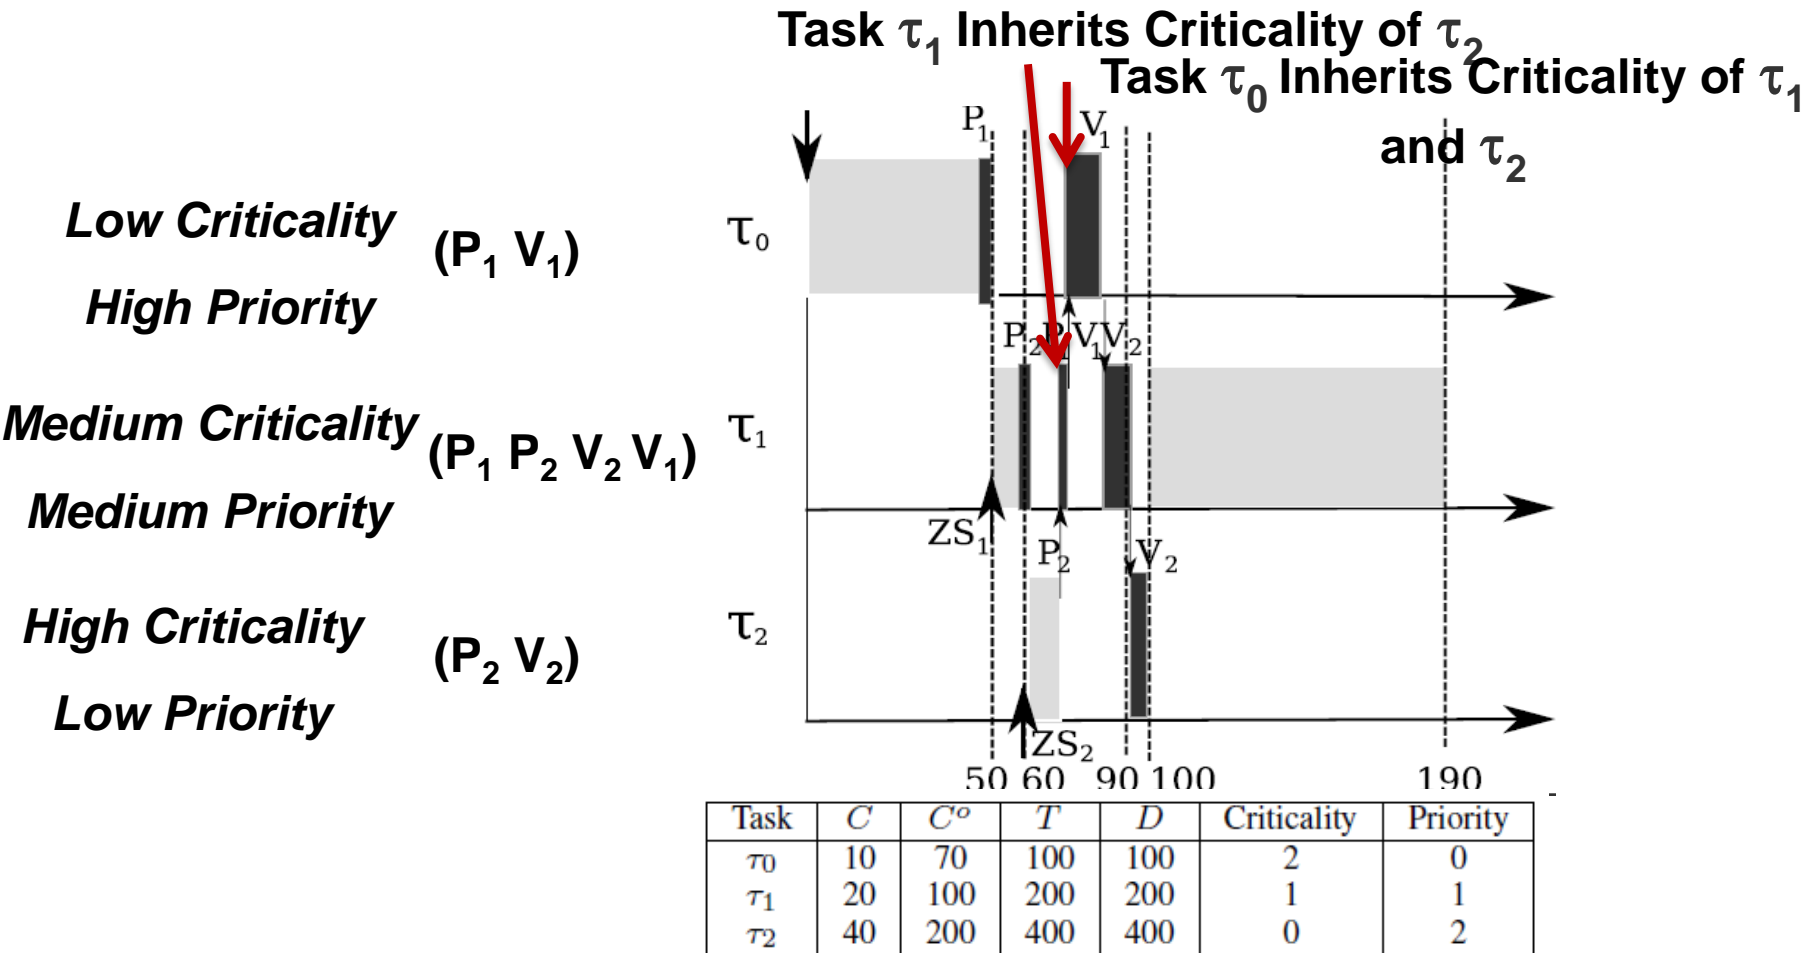 Task τ1 Inherits Criticality of τ2
Task τ0 Inherits Criticality of τ1
and τ2
P1 V1
Low Criticality (P1 V1) τ0
High Priority
P2 P1 V1 V2
Medium Criticality (P1 P2 V2 V1) τ1
Medium Priority
ZS1 P2 V2
High Criticality (P2 V2) τ2
Low Priority
ZS2
50 60 90 100 190
Task C C° T D Criticality Priority
τ0 10 70 100 100 2 0
τ1 20 100 200 200 1 1
τ2 40 200 400 400 0 2